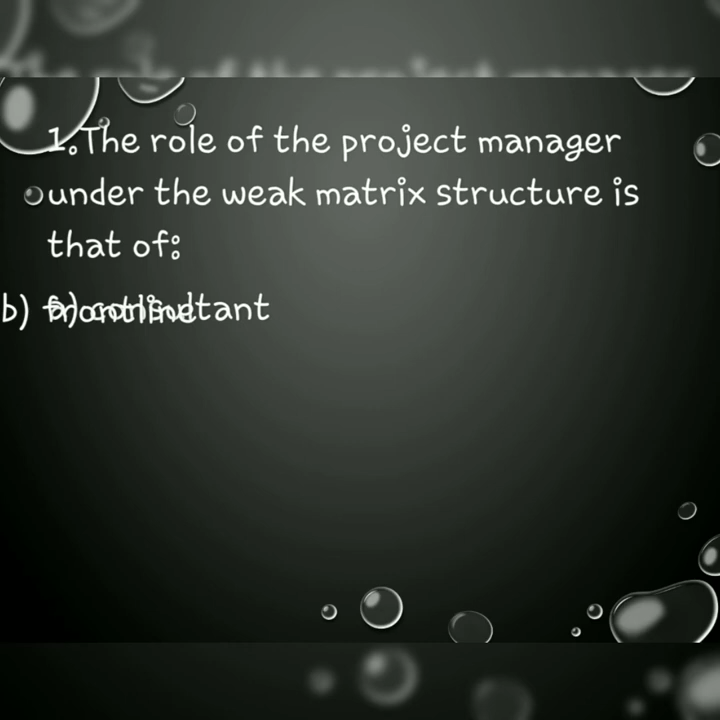 1.The role of the project manager
under the weak matrix structure is
that of:
b)